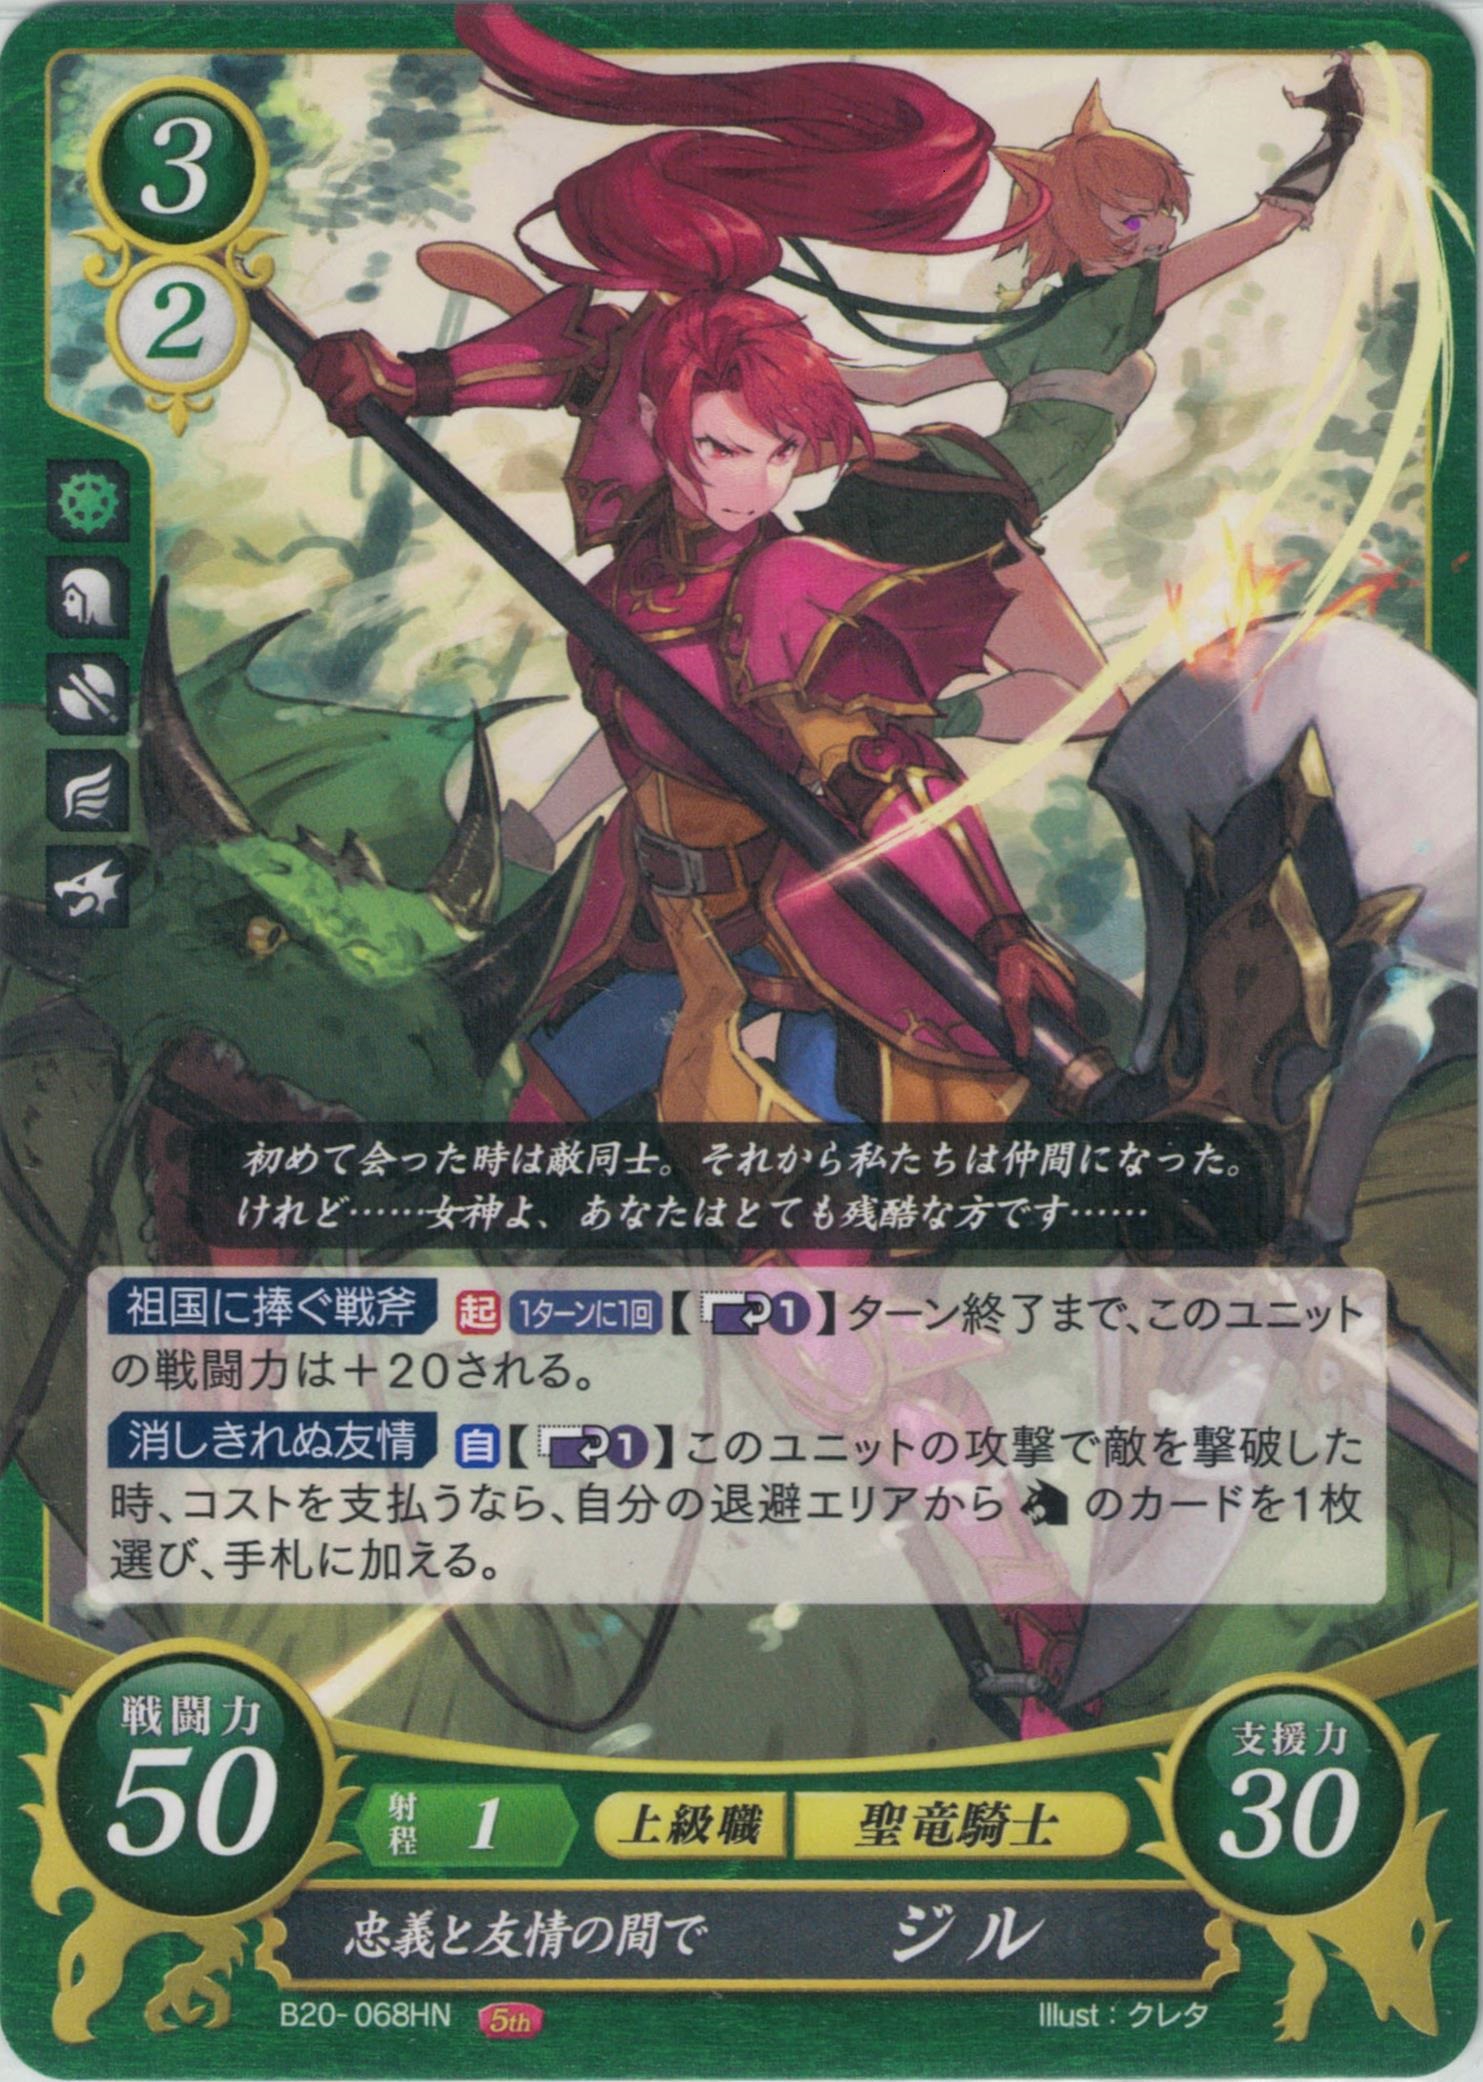 3
2
初めて会った時は敵同士。それから私たちは仲間になった。
けれど……女神よ、あなたはとても残酷な方です……
祖国に捧ぐ戦斧 起 1ターンに1回【1】ターン終了まで、このユニット
の戦闘力は＋20される。
消しきれぬ友情 自【1】このユニットの攻撃で敵を撃破した
時、コストを支払うなら、自分の退避エリアから のカードを1枚
選び、手札に加える。
戦闘力
50
射程 1
上級職 聖竜騎士
支援力
30
忠義と友情の間で ジル
B20-068HN 5th Illust：クレタ